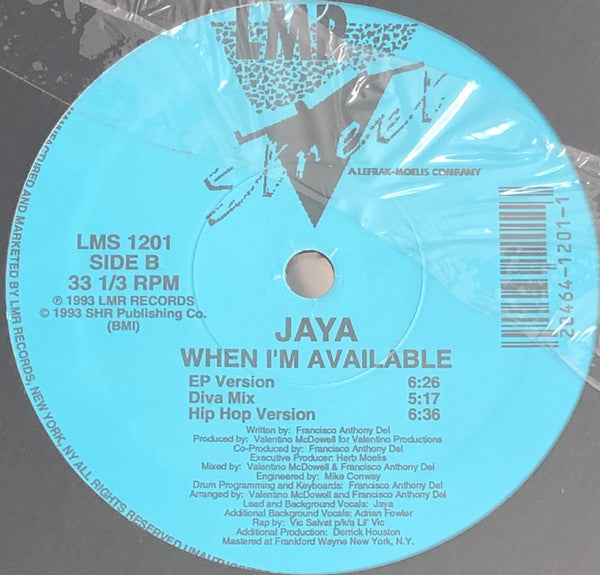 LMR
Street
A LEFRAK-MOELIS COMPANY
LMS 1201
SIDE B
33 1/3 RPM
℗ 1993 LMR RECORDS
© 1993 SHR Publishing Co.
(BMI)
20464-1201-1
JAYA
WHEN I'M AVAILABLE
EP Version 6:26
Diva Mix 5:17
Hip Hop Version 6:36
Written by: Francisco Anthony Del
Produced by: Valentino McDowell for Valentino Productions
Co-Produced by: Francisco Anthony Del
Executive Producer: Herb Moelis
Mixed by: Valentino McDowell & Francisco Anthony Del
Engineered by: Mike Conway
Drum Programming and Keyboards: Francisco Anthony Del
Arranged by: Valentino McDowell and Francisco Anthony Del
Lead and Background Vocals: Jaya
Additional Background Vocals: Adrian Fowler
Rap by: Vic Salvat p/k/a Lil' Vic
Additional Production: Derrick Houston
Mastered at Frankford Wayne New York, N.Y.
MANUFACTURED AND MARKETED BY LMR RECORDS, NEW YORK, NY ALL RIGHTS RESERVED.